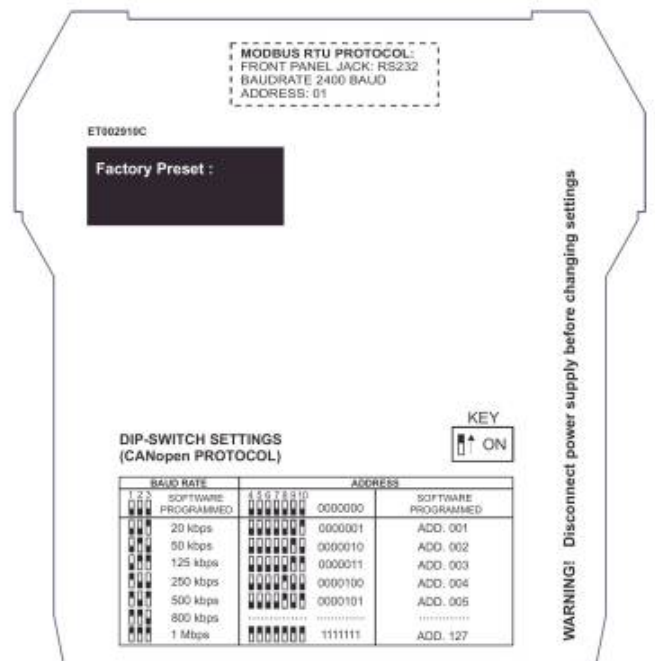 MODBUS RTU PROTOCOL:
FRONT PANEL JACK: RS232
BAUDRATE 2400 BAUD
ADDRESS: 01
ET002910C
Factory Preset :
WARNING! Disconnect power supply before changing settings
KEY
ON
DIP-SWITCH SETTINGS
(CANopen PROTOCOL)
BAUD RATE ADDRESS
1 2 3 SOFTWARE PROGRAMMED 4 5 6 7 8 9 10 0000000 SOFTWARE PROGRAMMED
20 kbps 0000001 ADD. 001
50 kbps 0000010 ADD. 002
125 kbps 0000011 ADD. 003
250 kbps 0000100 ADD. 004
500 kbps 0000101 ADD. 005
800 kbps ............... ............
1 Mbps 1111111 ADD. 127